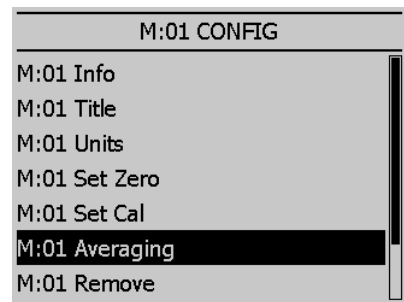 M:01 CONFIG
M:01 Info
M:01 Title
M:01 Units
M:01 Set Zero
M:01 Set Cal
M:01 Averaging
M:01 Remove